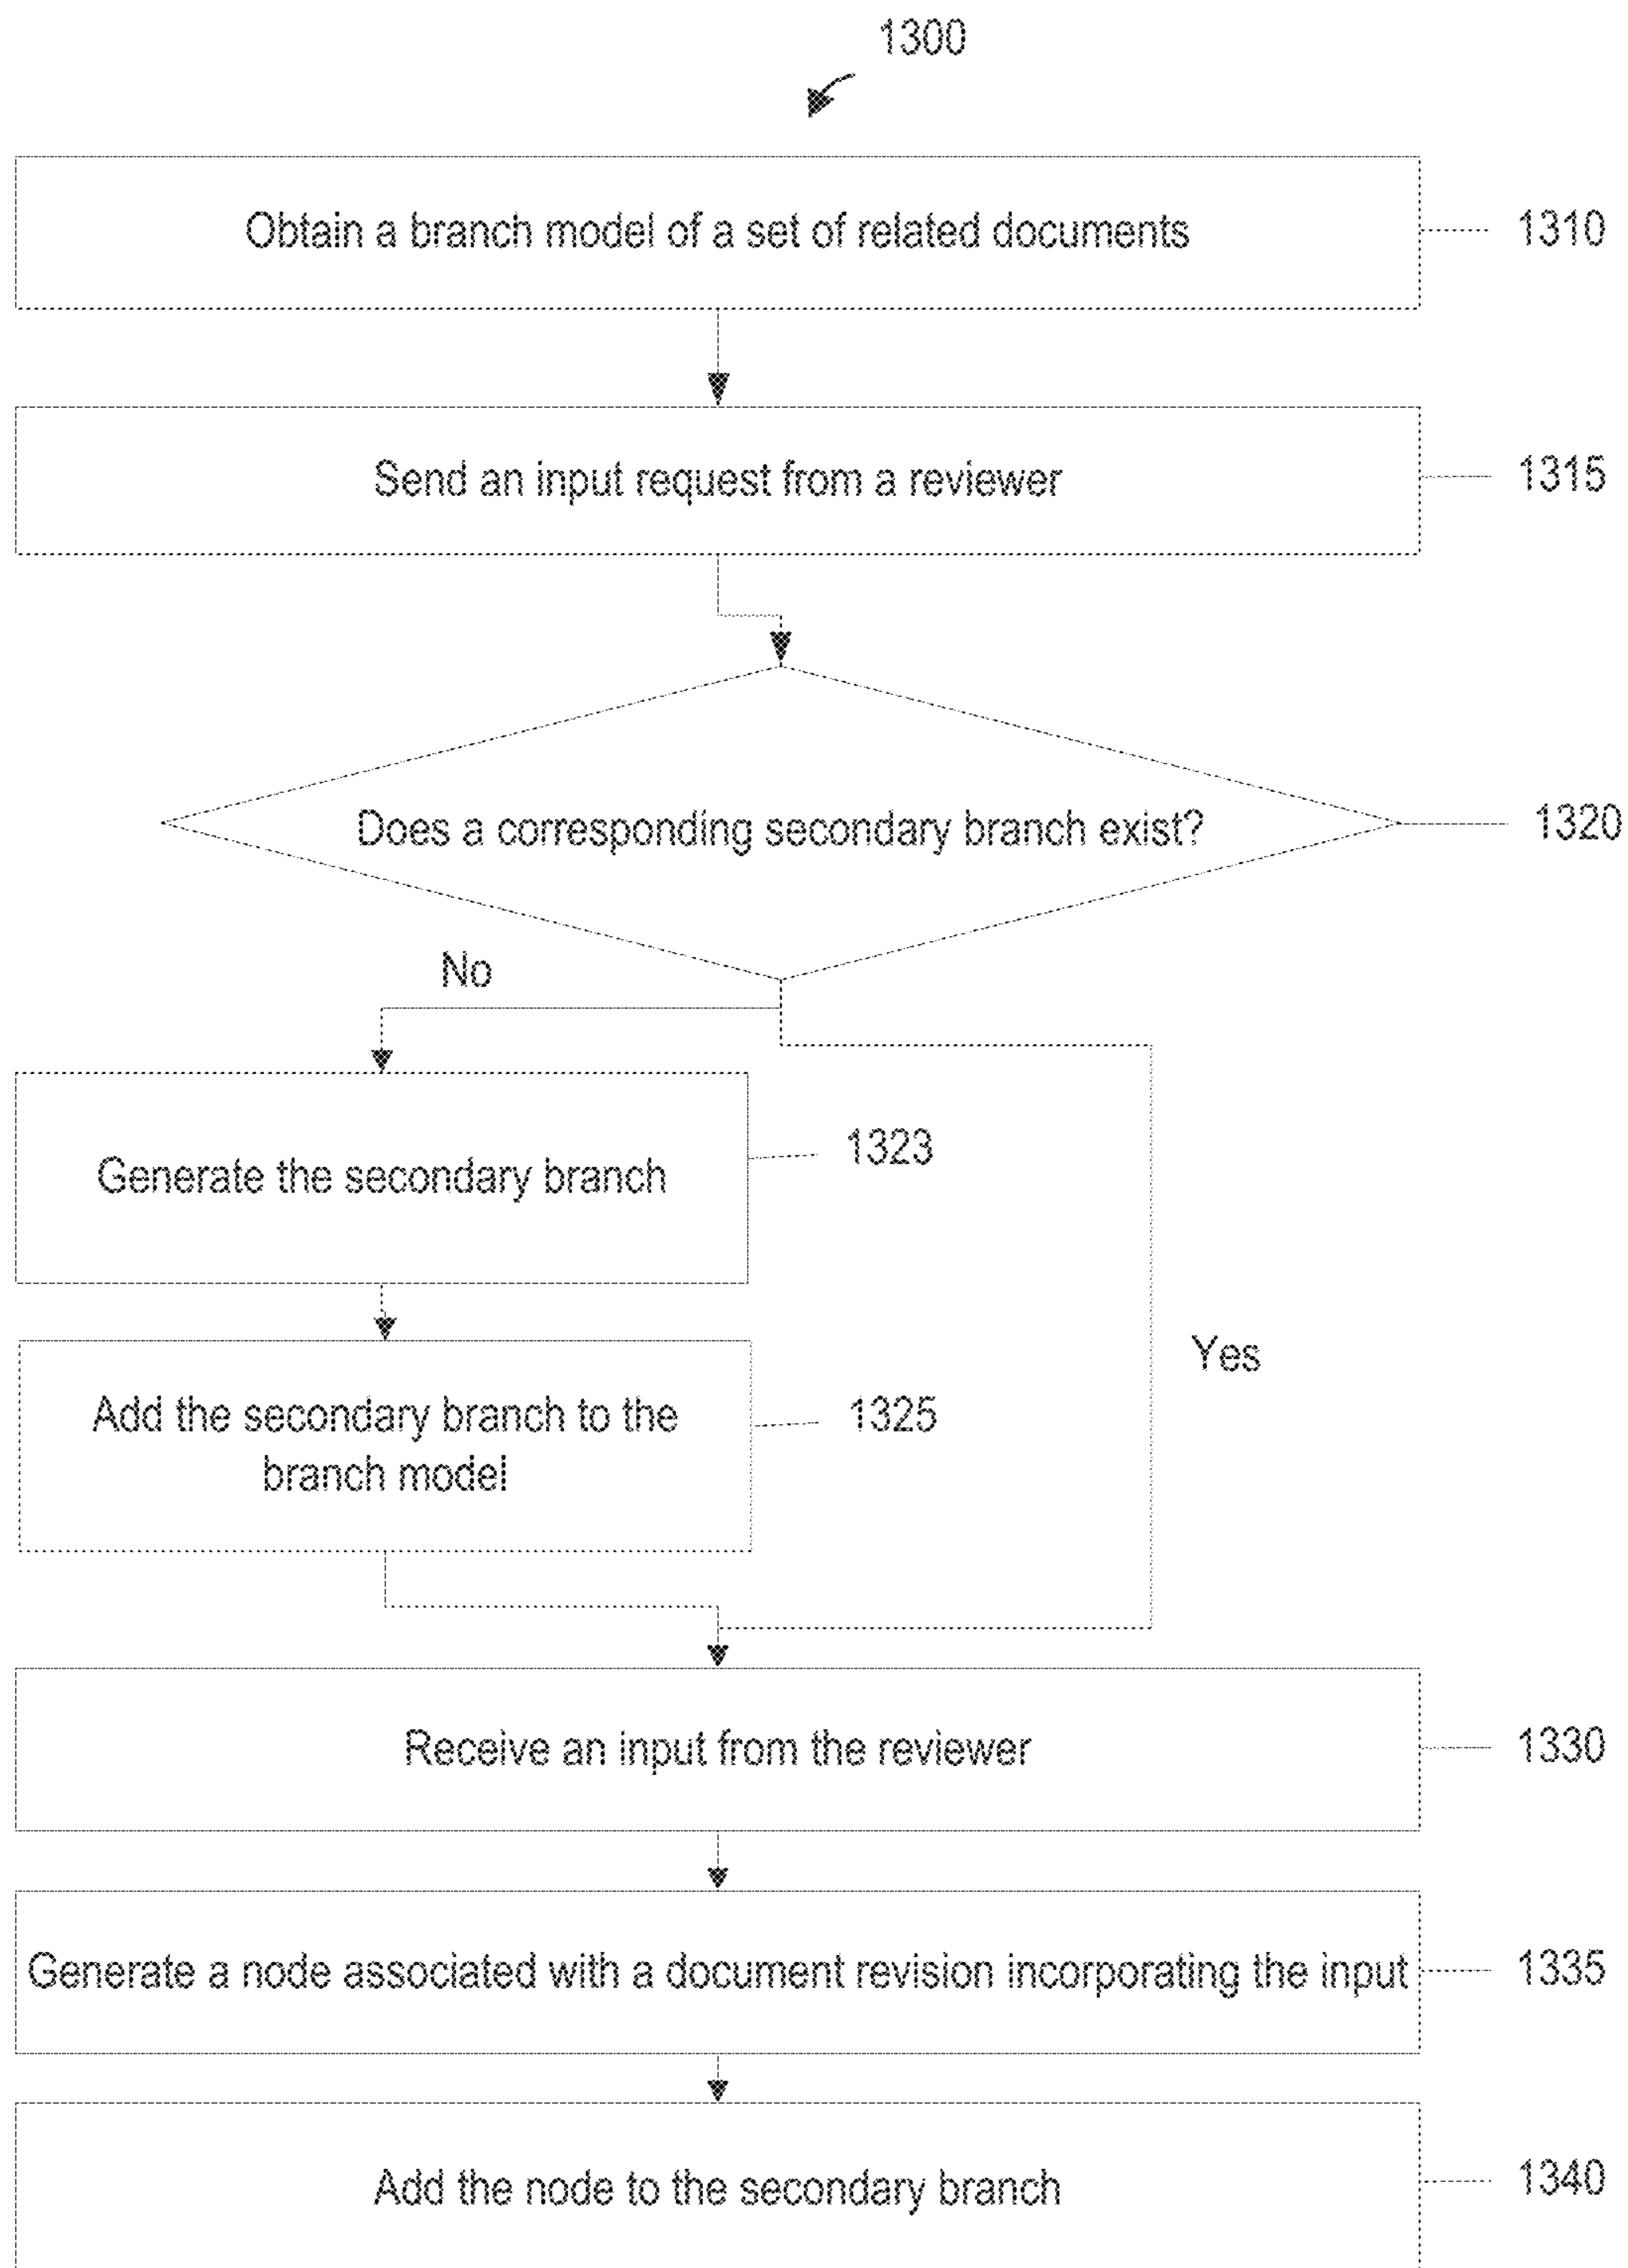 1300
Obtain a branch model of a set of related documents
1310
Send an input request from a reviewer
1315
Does a corresponding secondary branch exist?
1320
No
Generate the secondary branch
1323
Yes
Add the secondary branch to the
branch model
1325
Receive an input from the reviewer
1330
Generate a node associated with a document revision incorporating the input
1335
Add the node to the secondary branch
1340